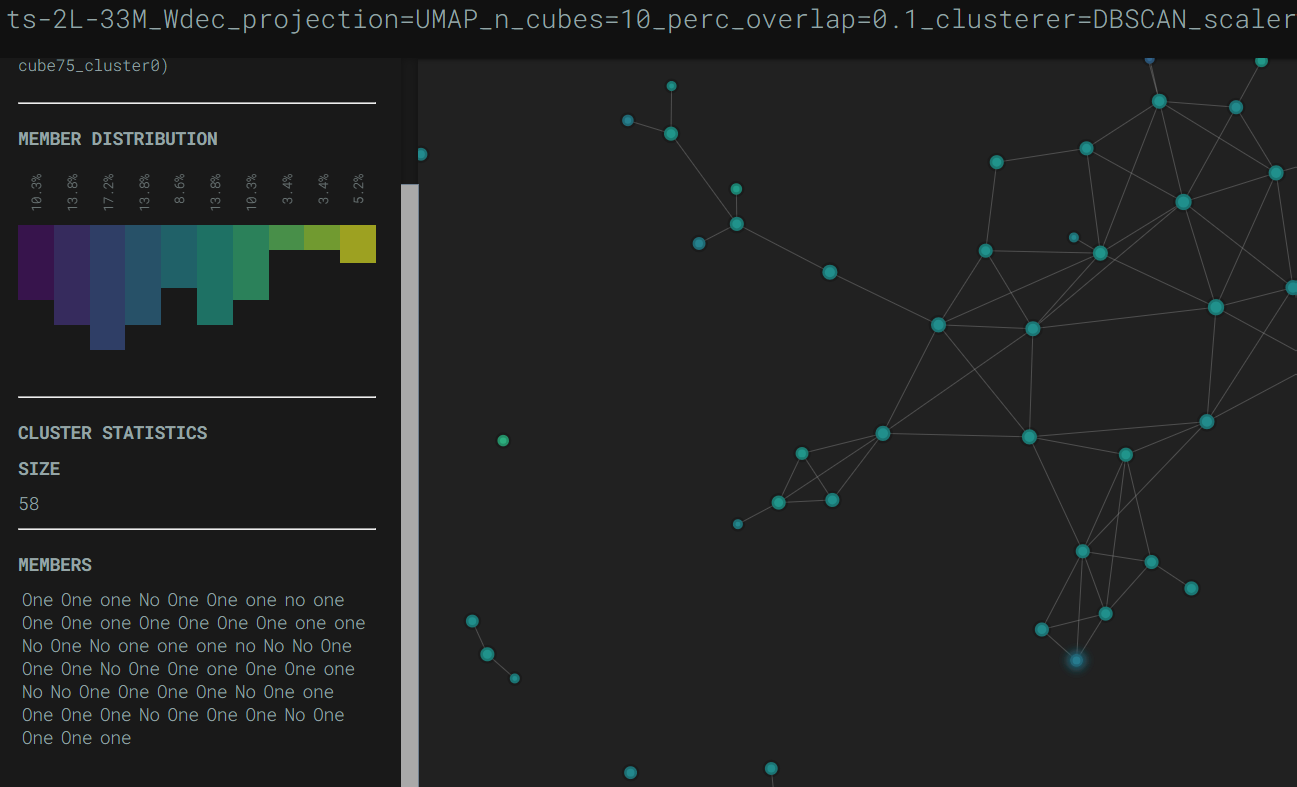 ts-2L-33M_Wdec_projection=UMAP_n_cubes=10_perc_overlap=0.1_clusterer=DBSCAN_scaler
cube75_cluster0)
MEMBER DISTRIBUTION
10.3% 13.8% 17.2% 13.8% 8.6% 13.8% 10.3% 3.4% 3.4% 5.2%
CLUSTER STATISTICS
SIZE
58
MEMBERS
One One one No One One one no one
One One one One One One One one one
No One No one one one no No No One
One One No One One one One One one
No No One One One One No One one
One One One No One One One No One
One One one